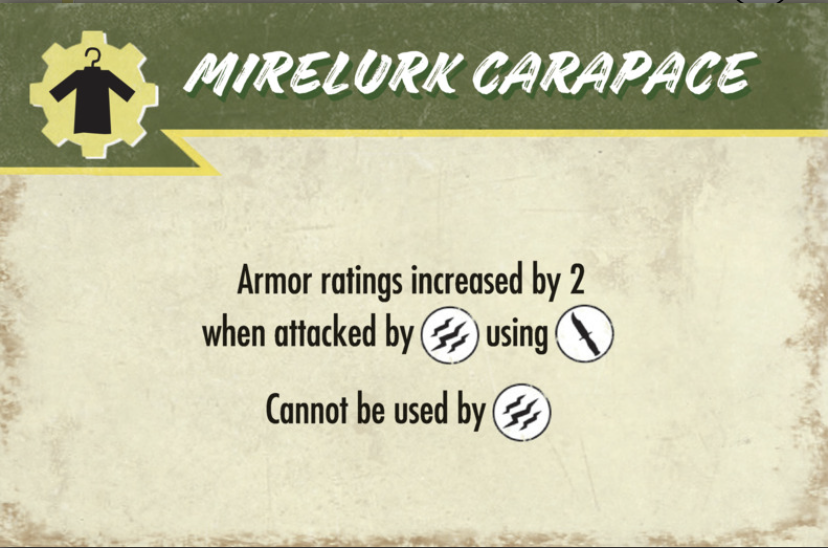 MIRELURK CARAPACE
Armor ratings increased by 2
when attacked by using
Cannot be used by